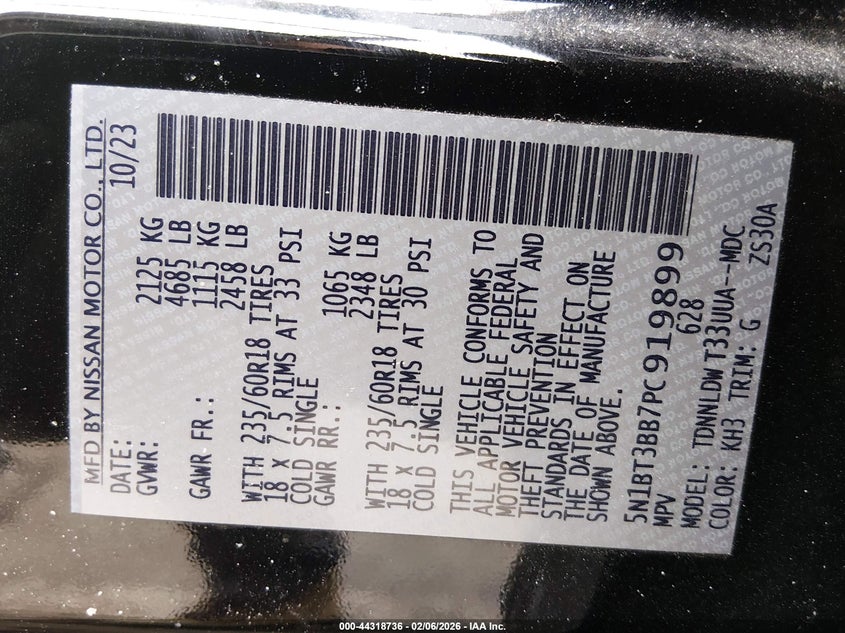 MFD BY NISSAN MOTOR CO., LTD.
DATE: 10/23
GVWR: 2125 KG
4685 LB
GAWR FR.: 1115 KG
2458 LB
WITH 235/60R18 TIRES
18 X 7.5 RIMS AT 33 PSI
COLD SINGLE
GAWR RR.: 1065 KG
2348 LB
WITH 235/60R18 TIRES
18 X 7.5 RIMS AT 30 PSI
COLD SINGLE
THIS VEHICLE CONFORMS TO
ALL APPLICABLE FEDERAL
MOTOR VEHICLE SAFETY AND
THEFT PREVENTION
STANDARDS IN EFFECT ON
THE DATE OF MANUFACTURE
SHOWN ABOVE.
5N1BT3BB7PC919899
MPV 628
MODEL: TDNNLDW T33UUA--MDC
COLOR: KH3 TRIM: G ZS30A
000-44318736 - 02/06/2026 - IAA Inc.